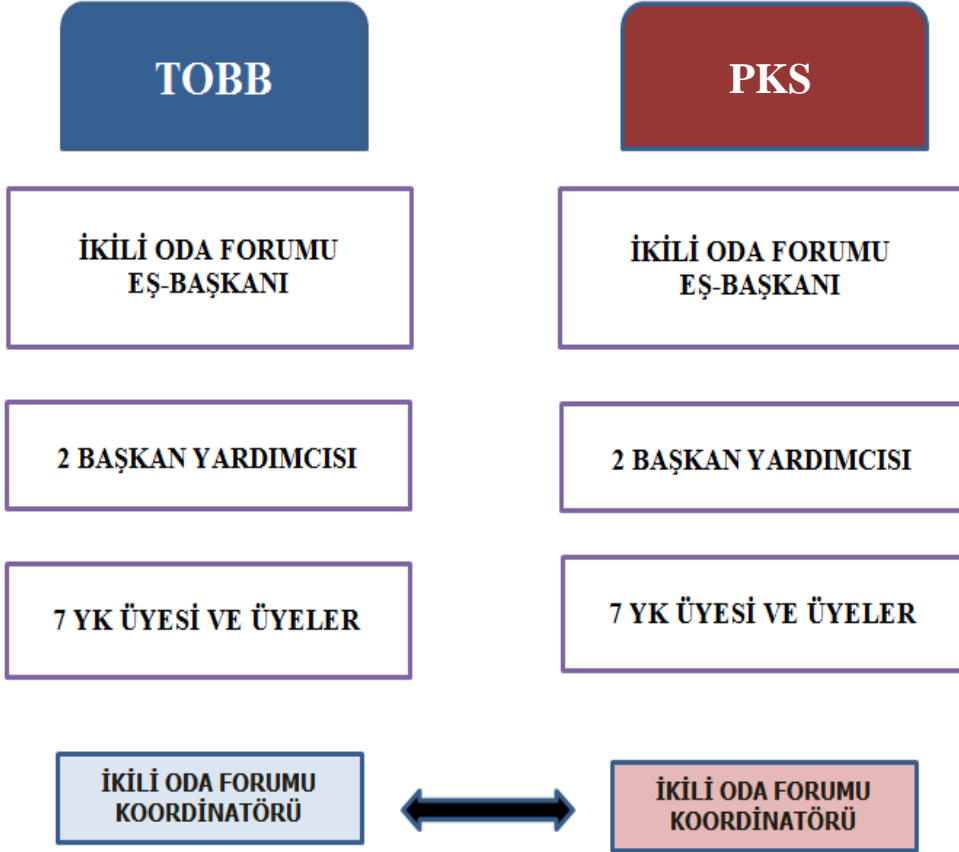 TOBB
PKS
İKİLİ ODA FORUMU
EŞ-BAŞKANI
İKİLİ ODA FORUMU
EŞ-BAŞKANI
2 BAŞKAN YARDIMCISI
2 BAŞKAN YARDIMCISI
7 YK ÜYESİ VE ÜYELER
7 YK ÜYESİ VE ÜYELER
İKİLİ ODA FORUMU
KOORDİNATÖRÜ
İKİLİ ODA FORUMU
KOORDİNATÖRÜ